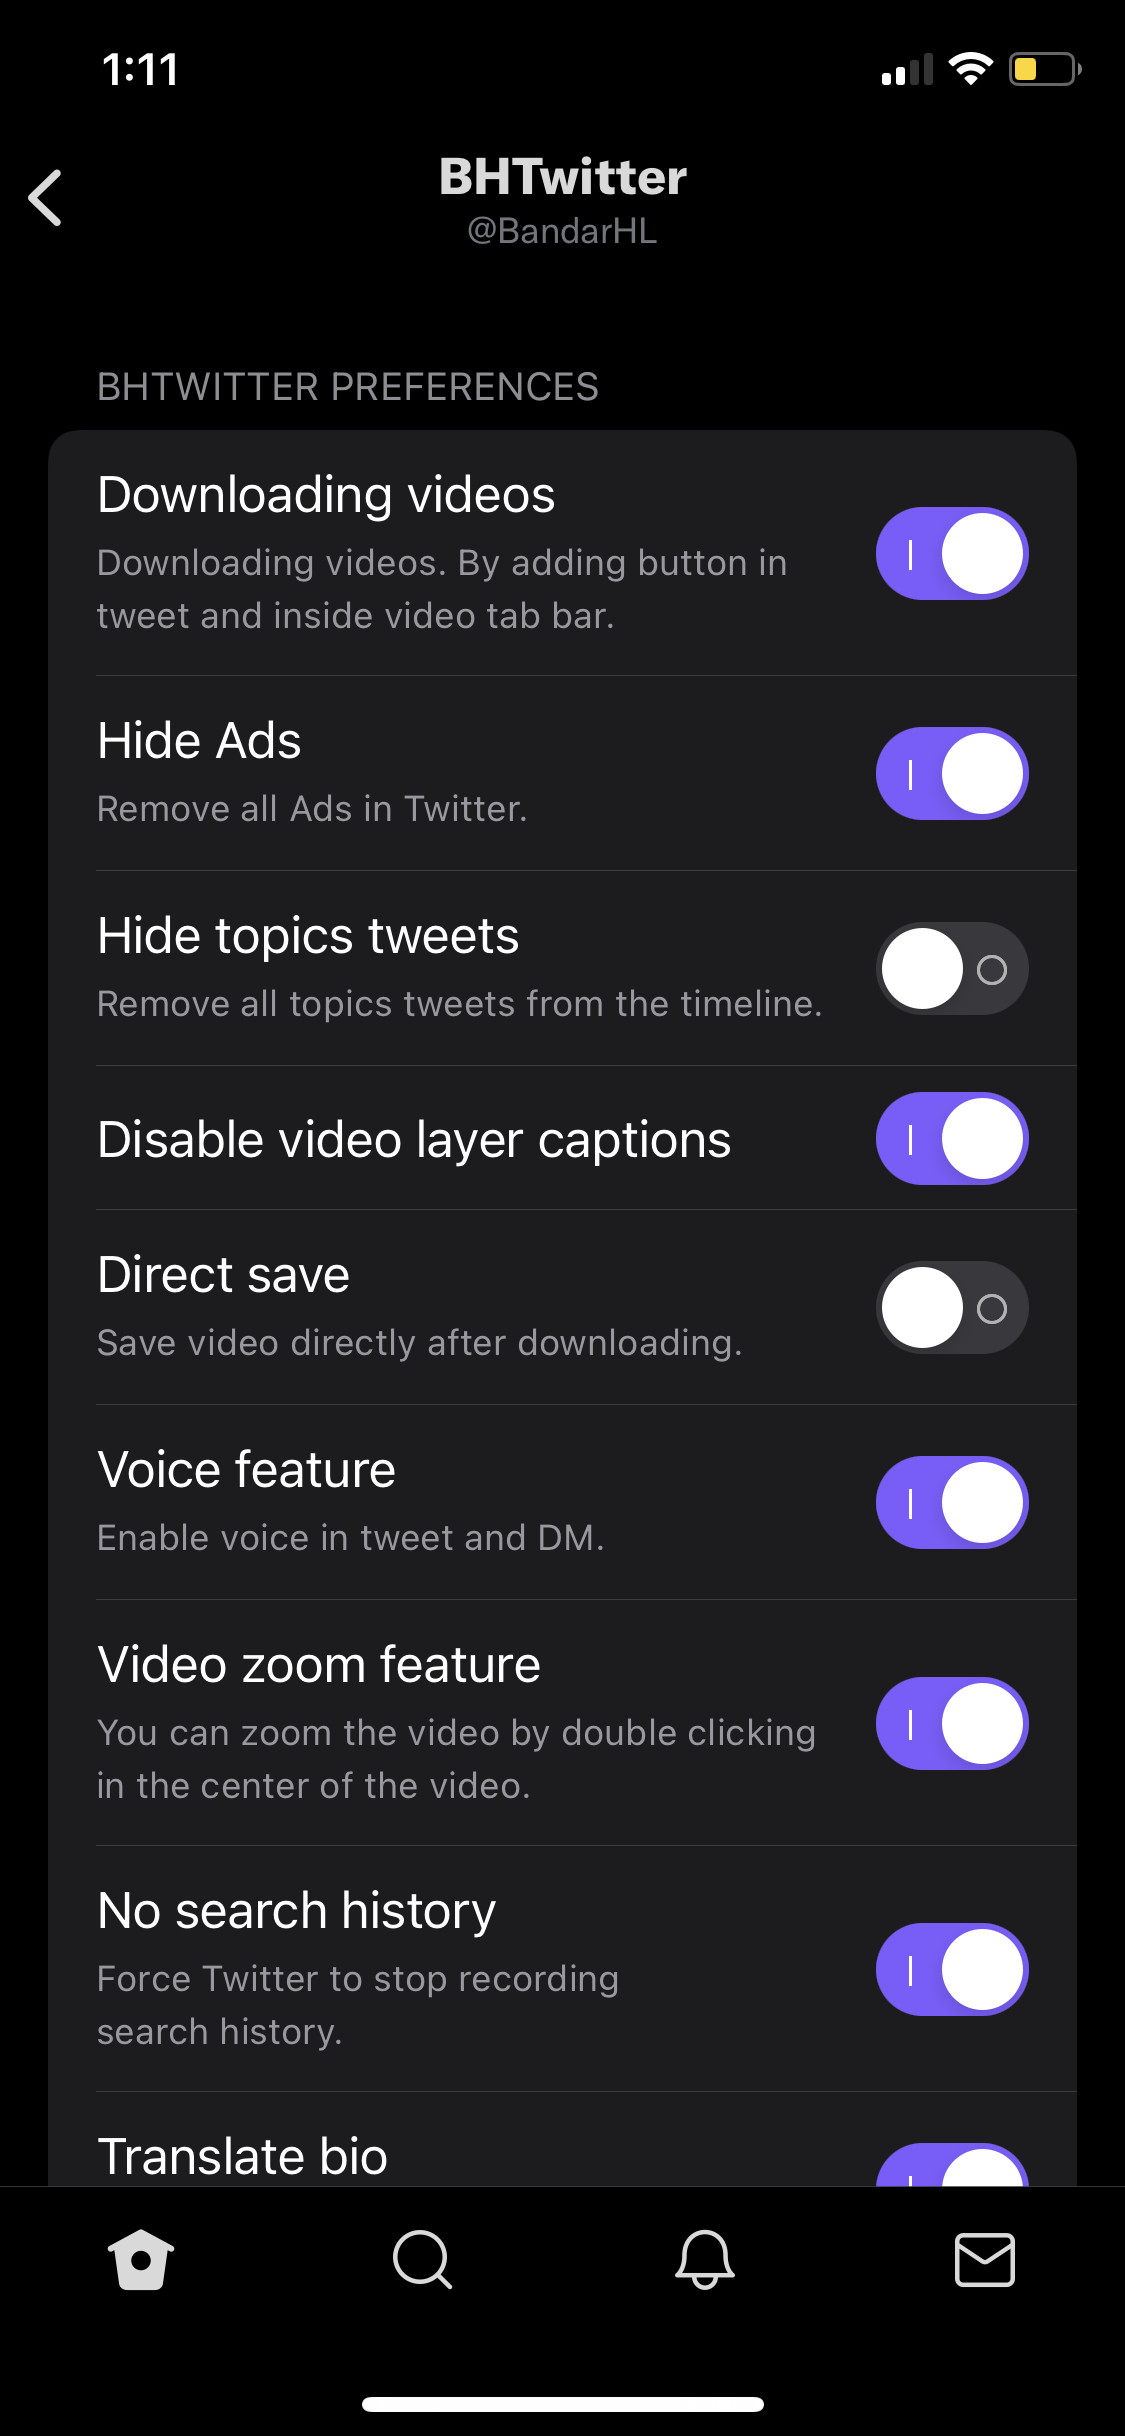 1:11
BHTwitter
@BandarHL
BHTWITTER PREFERENCES
Downloading videos
Downloading videos. By adding button in
tweet and inside video tab bar.
Hide Ads
Remove all Ads in Twitter.
Hide topics tweets
Remove all topics tweets from the timeline.
Disable video layer captions
Direct save
Save video directly after downloading.
Voice feature
Enable voice in tweet and DM.
Video zoom feature
You can zoom the video by double clicking
in the center of the video.
No search history
Force Twitter to stop recording
search history.
Translate bio